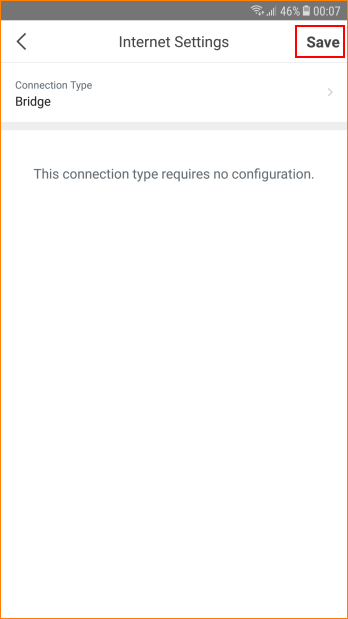 46% 00:07
Internet Settings Save
Connection Type
Bridge
This connection type requires no configuration.